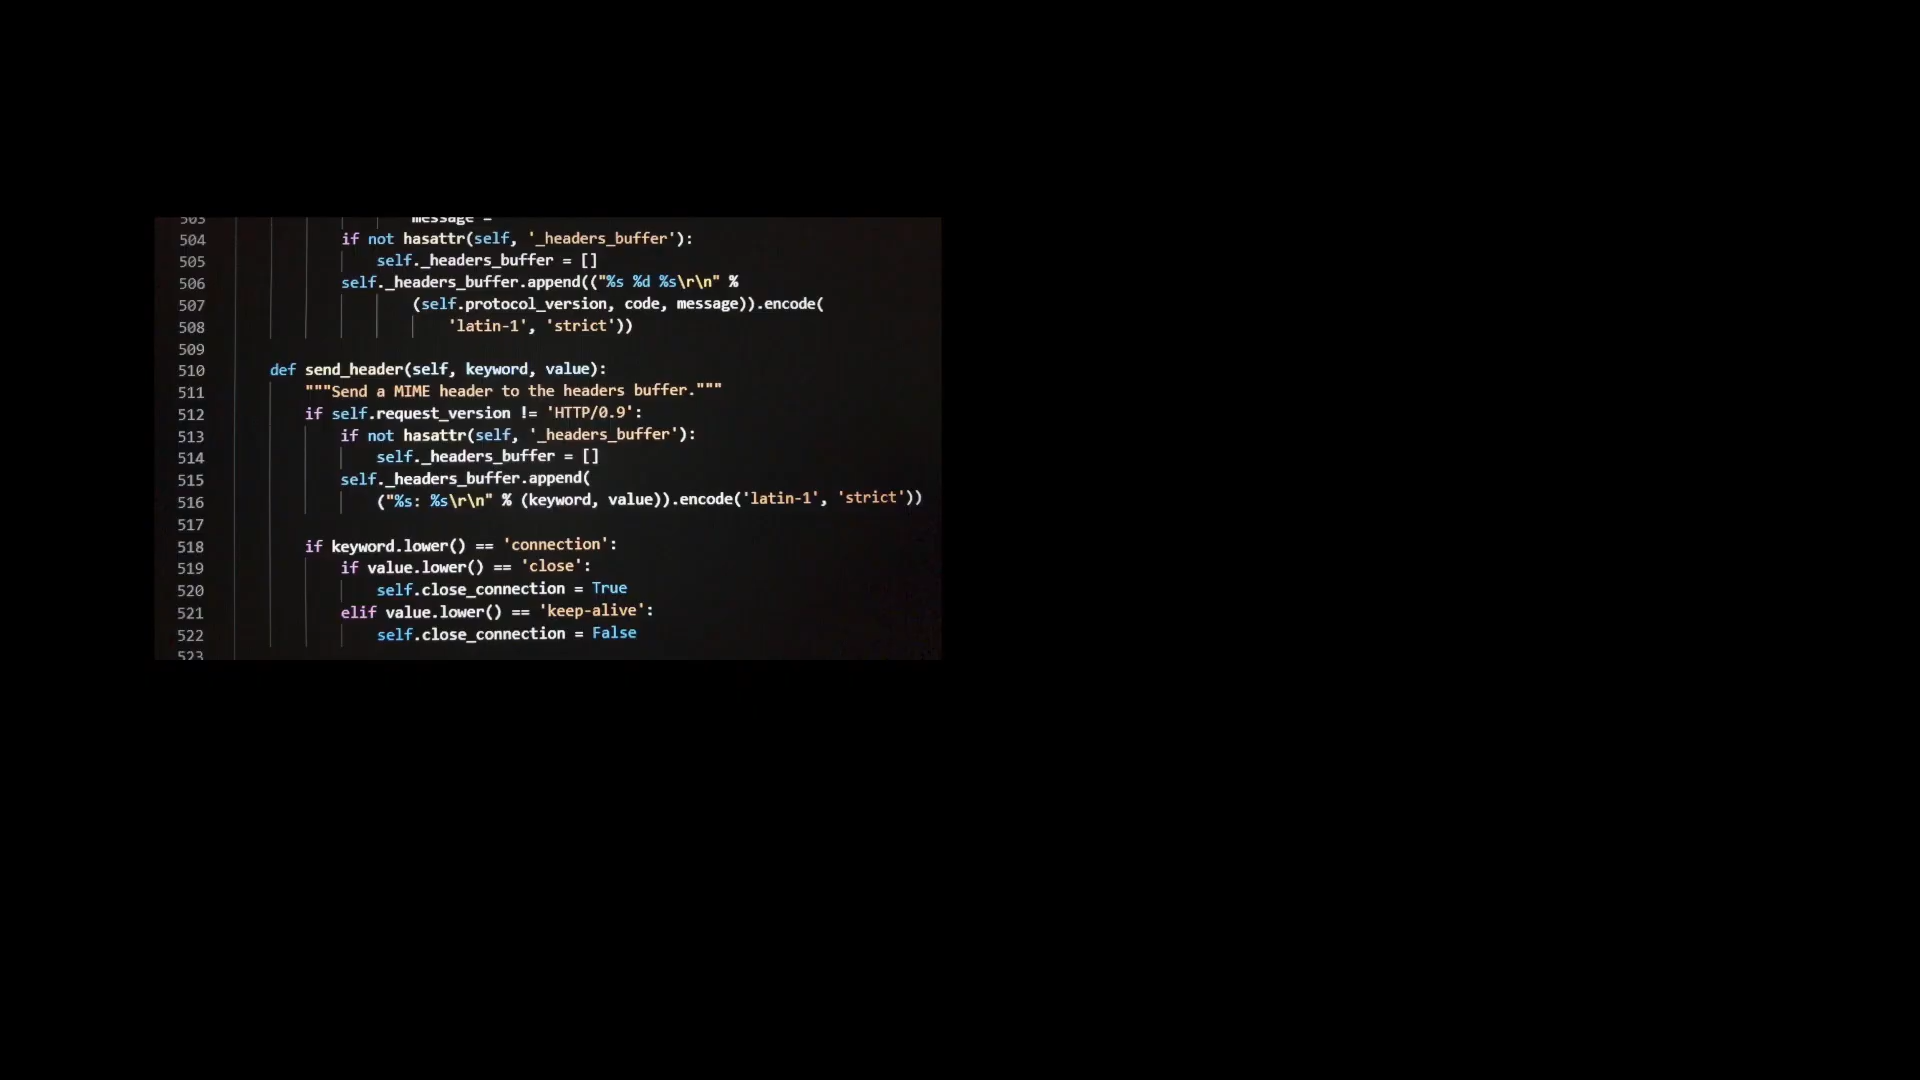 503 message =
504 if not hasattr(self, '_headers_buffer'):
505 self._headers_buffer = []
506 self._headers_buffer.append(("%s %d %s\r\n" %
507 (self.protocol_version, code, message)).encode(
508 'latin-1', 'strict'))
509
510 def send_header(self, keyword, value):
511 """Send a MIME header to the headers buffer."""
512 if self.request_version != 'HTTP/0.9':
513 if not hasattr(self, '_headers_buffer'):
514 self._headers_buffer = []
515 self._headers_buffer.append(
516 ("%s: %s\r\n" % (keyword, value)).encode('latin-1', 'strict'))
517
518 if keyword.lower() == 'connection':
519 if value.lower() == 'close':
520 self.close_connection = True
521 elif value.lower() == 'keep-alive':
522 self.close_connection = False
523